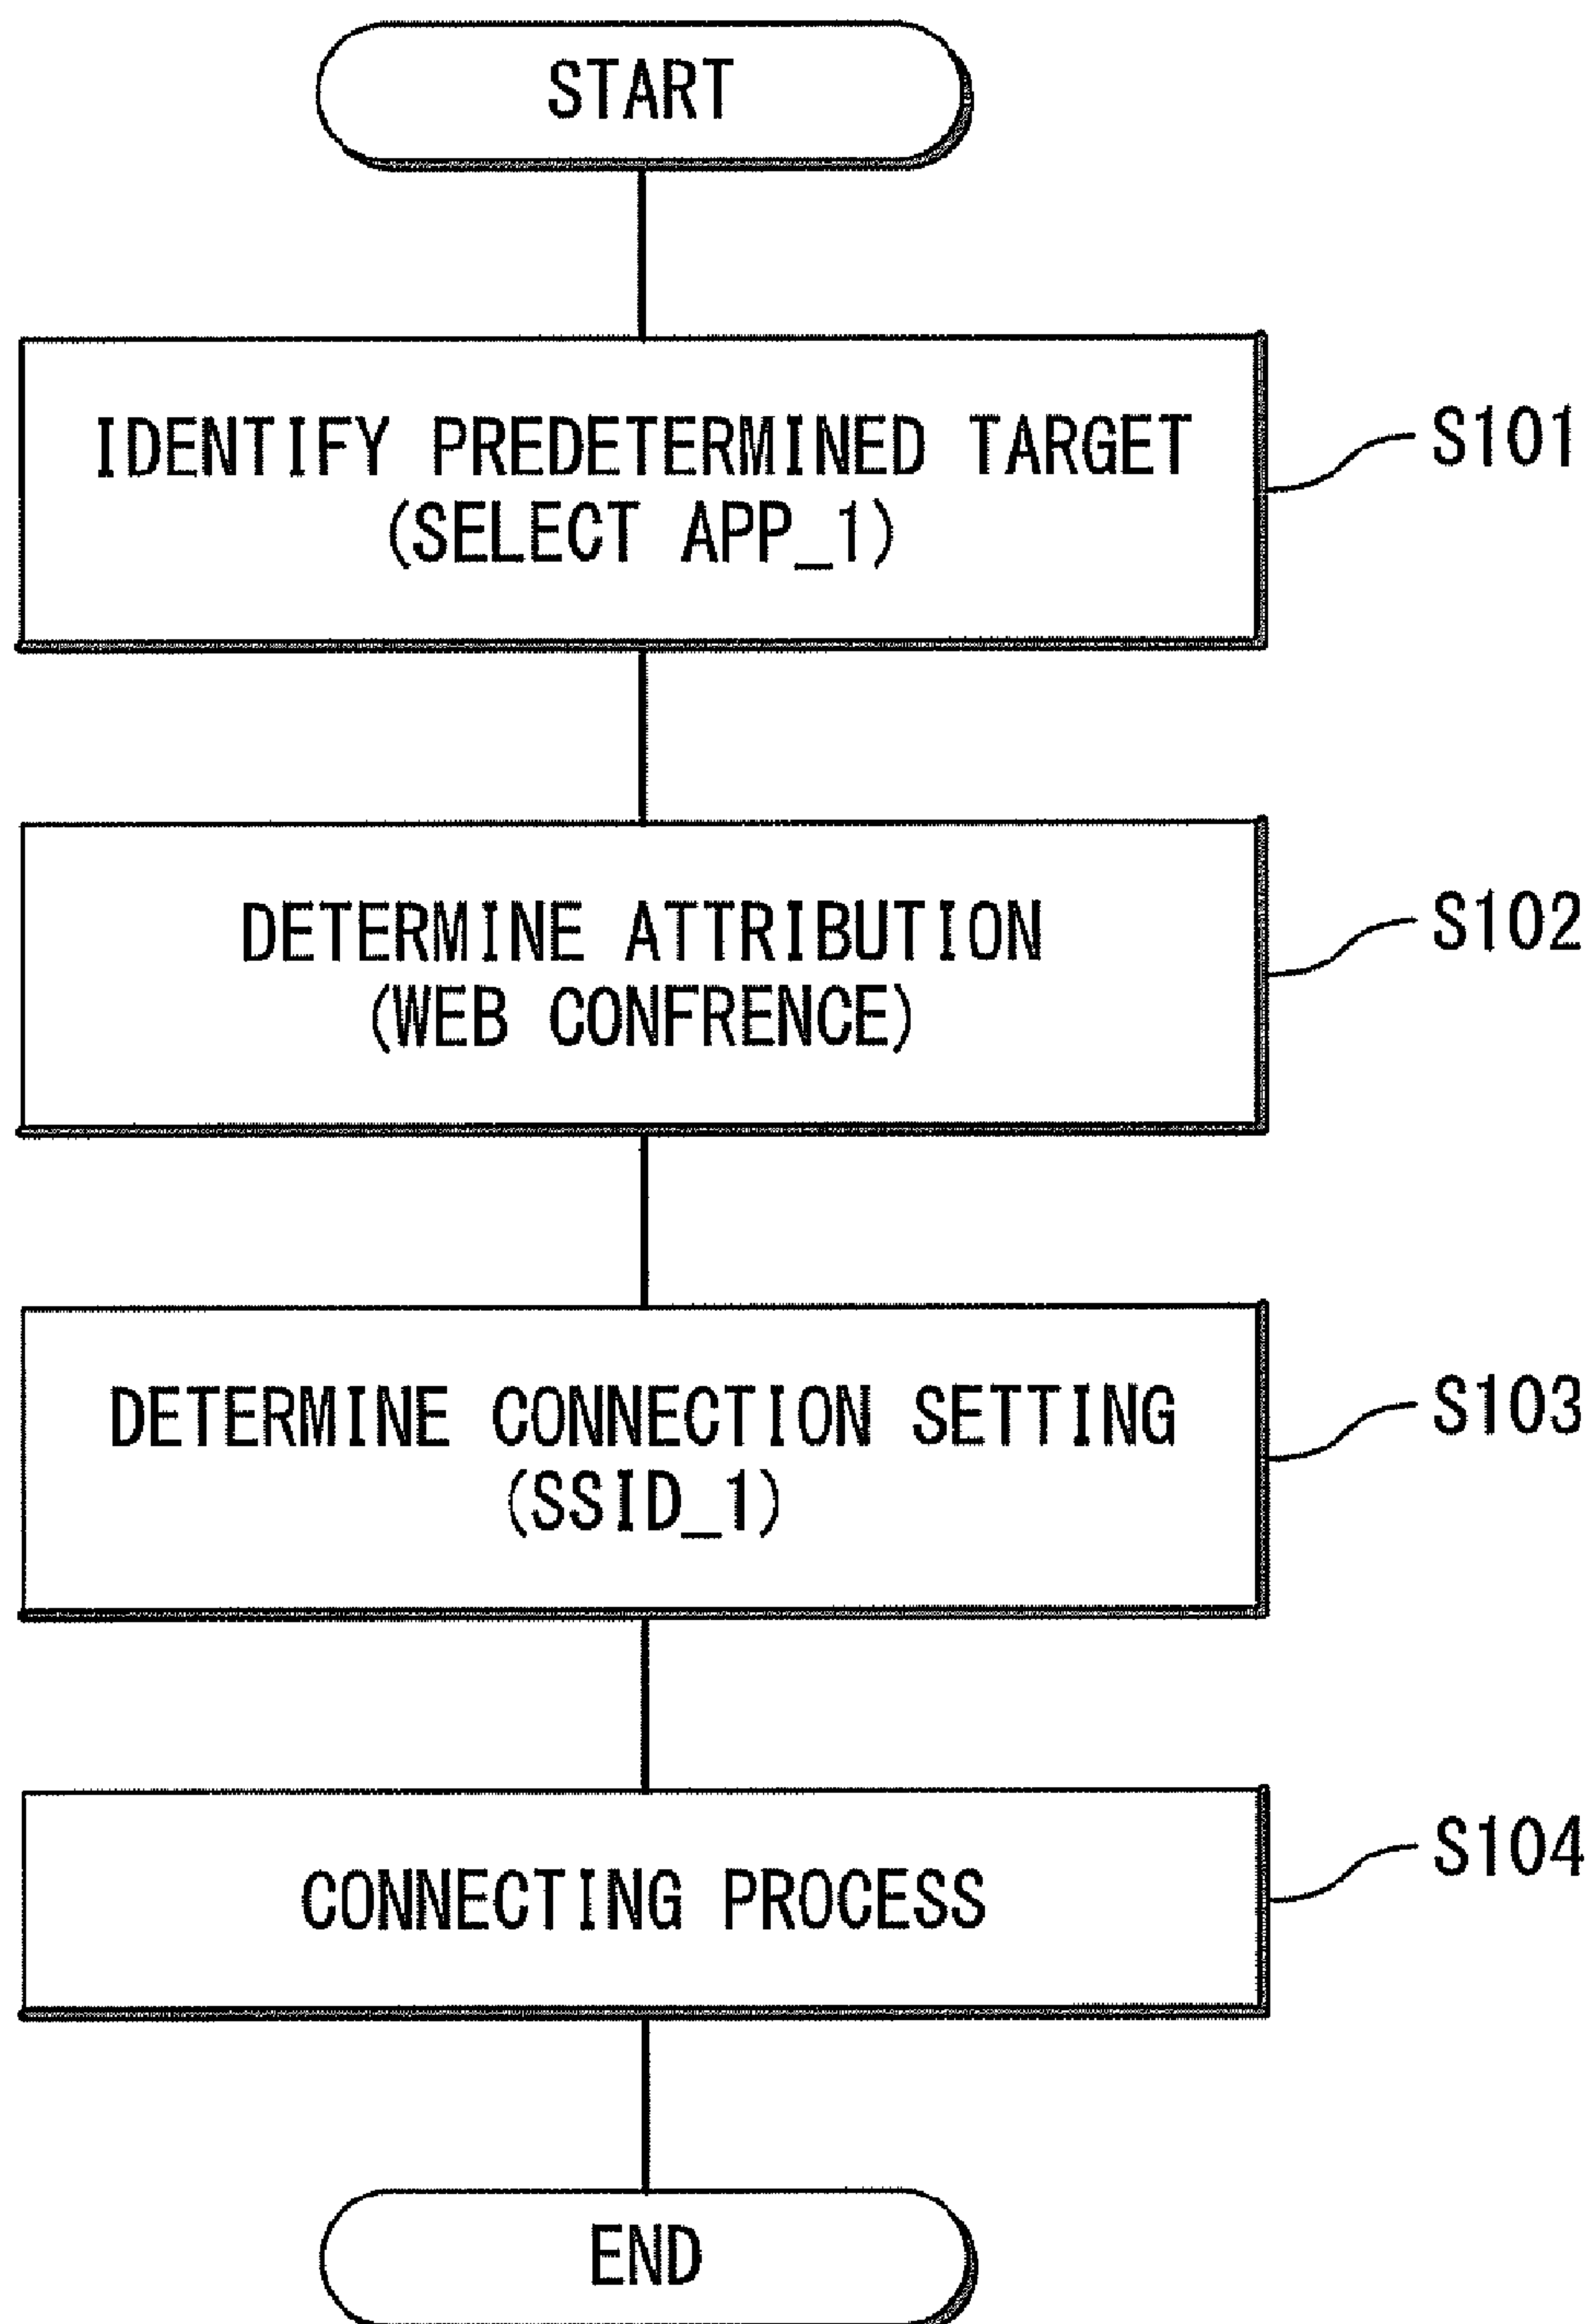 START
IDENTIFY PREDETERMINED TARGET
(SELECT APP_1)
S101
DETERMINE ATTRIBUTION
(WEB CONFRENCE)
S102
DETERMINE CONNECTION SETTING
(SSID_1)
S103
CONNECTING PROCESS
S104
END